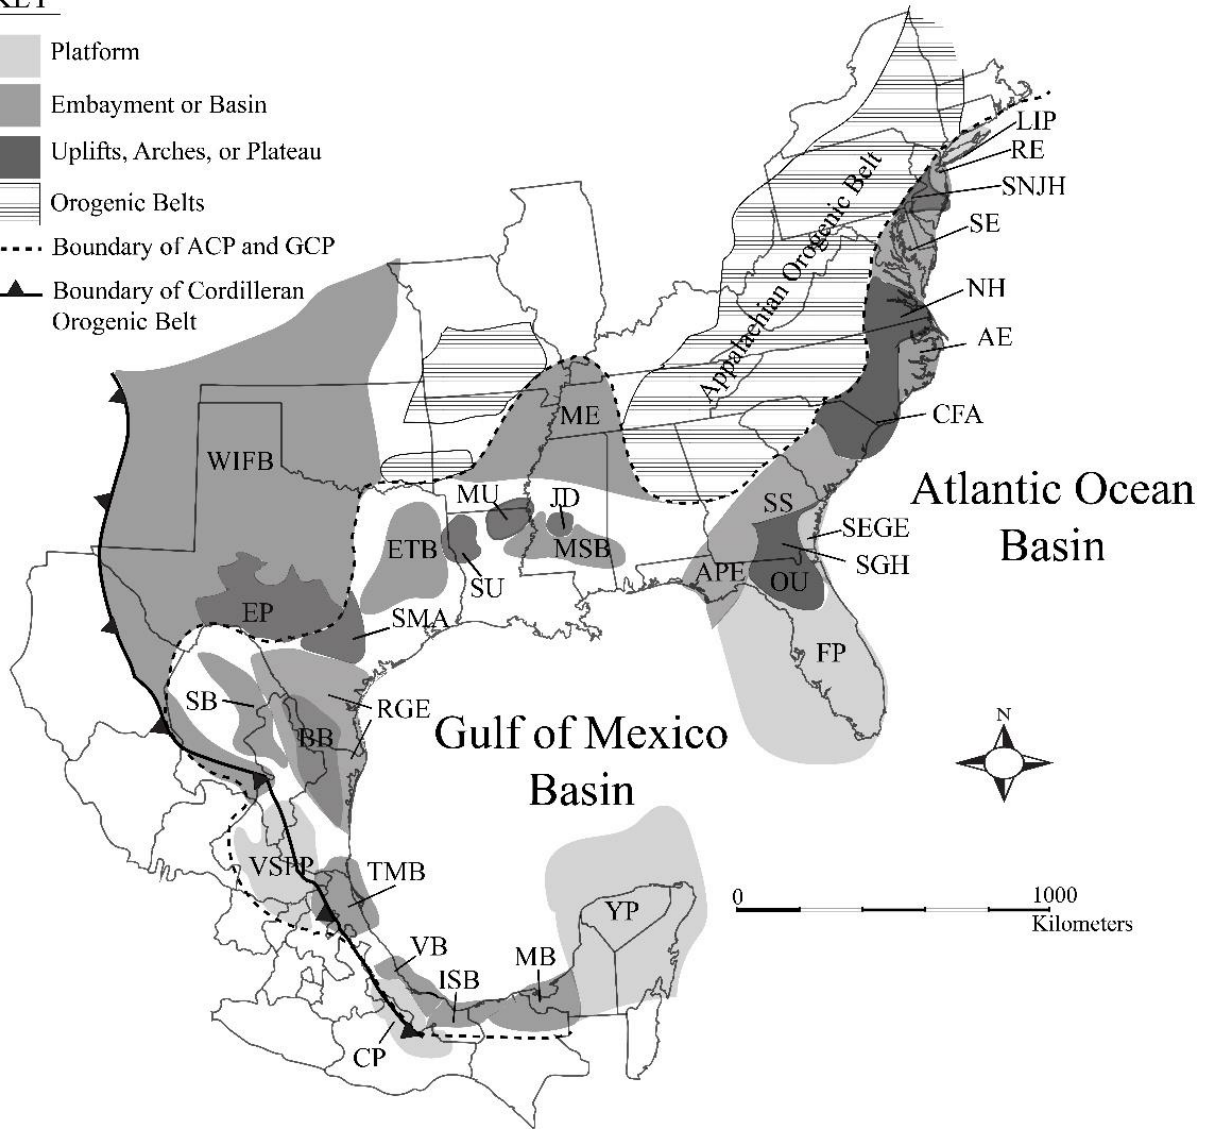 KEY
Platform
Embayment or Basin
Uplifts, Arches, or Plateau
Orogenic Belts
Boundary of ACP and GCP
Boundary of Cordilleran
Orogenic Belt
LIP
RE
SNJH
SE
NH
AE
CFA
Appalachian Orogenic Belt
ME
WIFB
MU
JD
ETB
MSB
SU
SS
SEGE
SGH
APE
OU
FP
EP
SMA
SB
RGE
BB
Atlantic Ocean
Basin
Gulf of Mexico
Basin
N
VSPP
TMB
VB
ISB
MB
YP
CP
0
1000
Kilometers